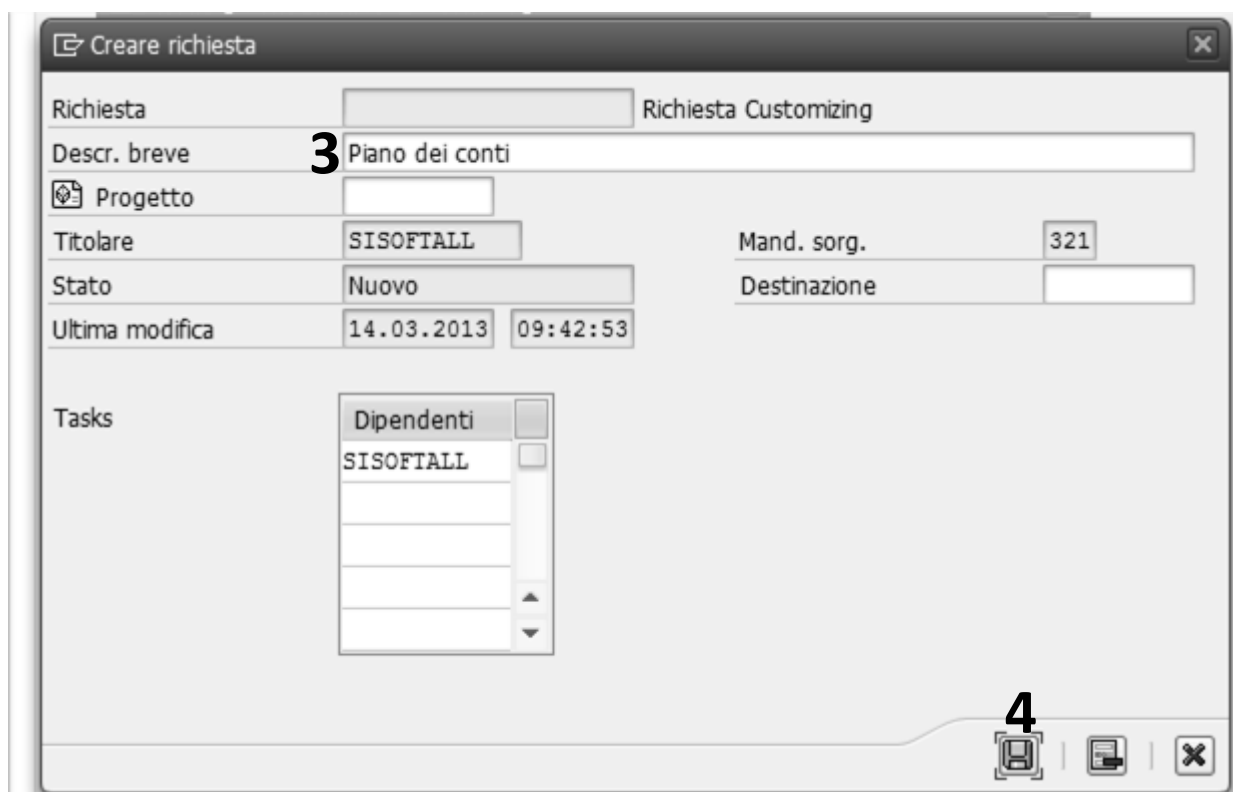 Creare richiesta
Richiesta Richiesta Customizing
Descr. breve 3 Piano dei conti
Progetto
Titolare SISOFTALL Mand. sorg. 321
Stato Nuovo Destinazione
Ultima modifica 14.03.2013 09:42:53
Tasks Dipendenti
SISOFTALL
4